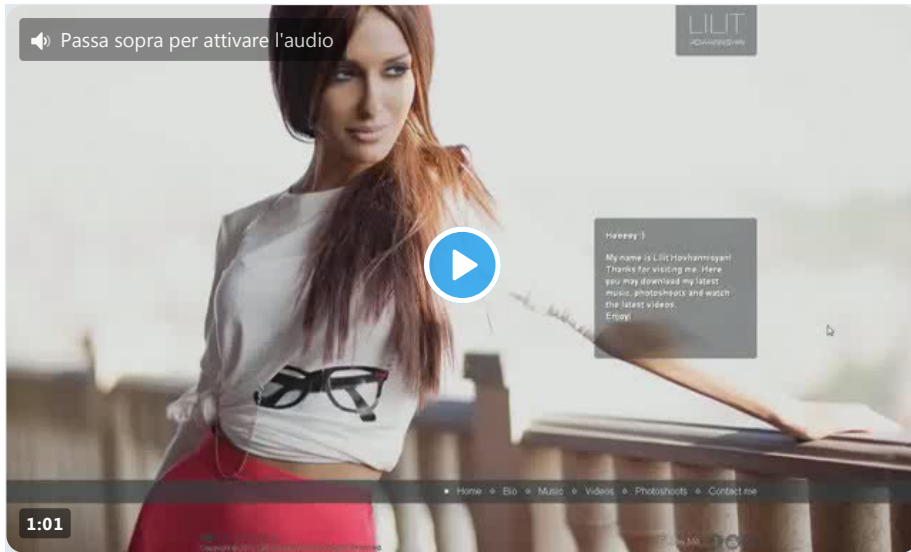 Passa sopra per attivare l'audio
LILIT
HOVHANNISYAN
Heeeey :)
My name is Lilit Hovhannisyan!
Thanks for visiting me. Here
you may download my latest
music, photoshoots and watch
the latest videos.
Enjoy!
Home Bio Music Videos Photoshoots Contact me
1:01